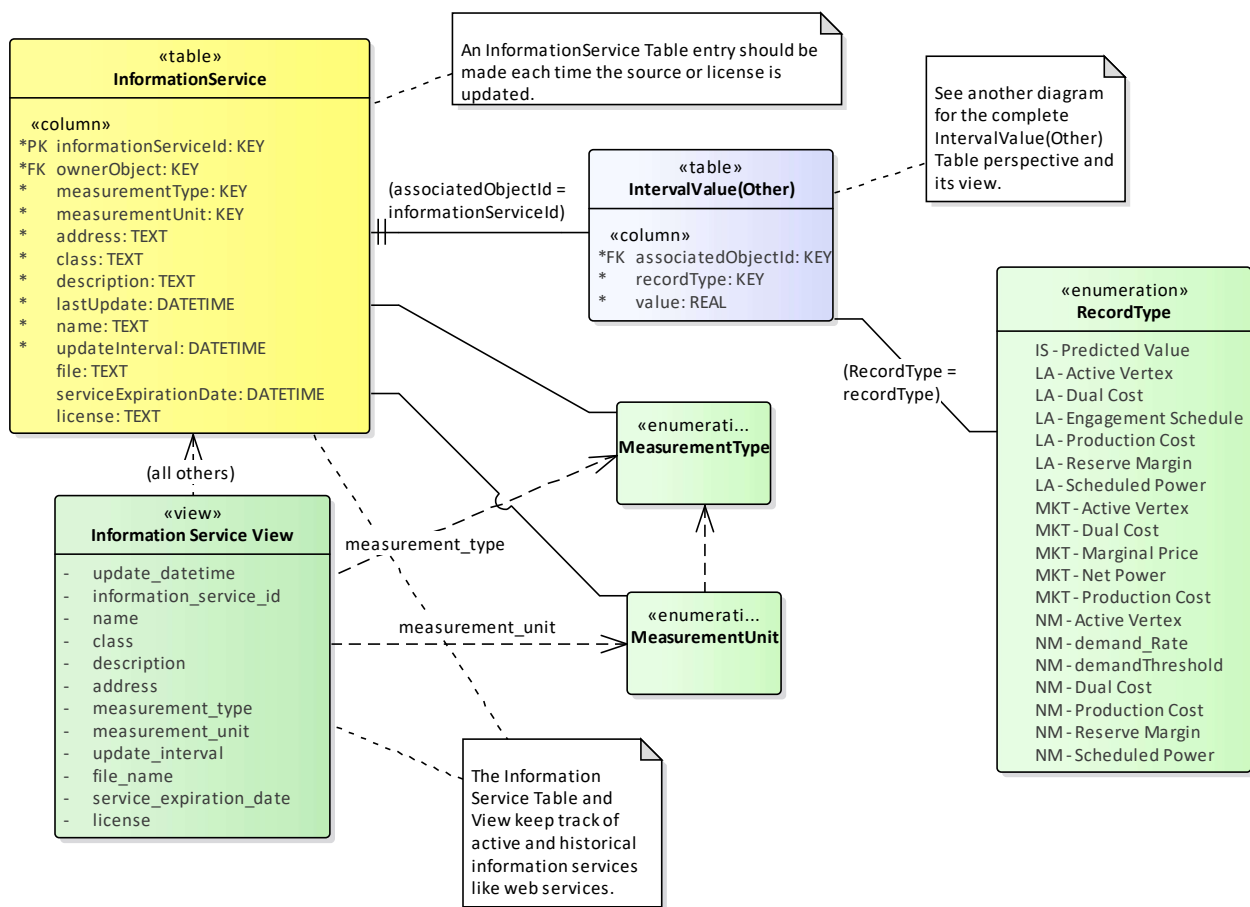 «table»
InformationService
«column»
*PK informationServiceId: KEY
*FK ownerObject: KEY
* measurementType: KEY
* measurementUnit: KEY
* address: TEXT
* class: TEXT
* description: TEXT
* lastUpdate: DATETIME
* name: TEXT
* updateInterval: DATETIME
file: TEXT
serviceExpirationDate: DATETIME
license: TEXT
An InformationService Table entry should be
made each time the source or license is
updated.
See another diagram
for the complete
IntervalValue(Other)
Table perspective and
its view.
(associatedObjectId =
informationServiceId)
«table»
IntervalValue(Other)
«column»
*FK associatedObjectId: KEY
* recordType: KEY
* value: REAL
(RecordType =
recordType)
«enumeration»
RecordType
IS - Predicted Value
LA - Active Vertex
LA - Dual Cost
LA - Engagement Schedule
LA - Production Cost
LA - Reserve Margin
LA - Scheduled Power
MKT - Active Vertex
MKT - Dual Cost
MKT - Marginal Price
MKT - Net Power
MKT - Production Cost
NM - Active Vertex
NM - demand_Rate
NM - demandThreshold
NM - Dual Cost
NM - Production Cost
NM - Reserve Margin
NM - Scheduled Power
«enumerati...
MeasurementType
(all others)
«view»
Information Service View
- update_datetime
- information_service_id
- name
- class
- description
- address
- measurement_type
- measurement_unit
- update_interval
- file_name
- service_expiration_date
- license
measurement_type
measurement_unit
«enumerati...
MeasurementUnit
The Information
Service Table and
View keep track of
active and historical
information services
like web services.